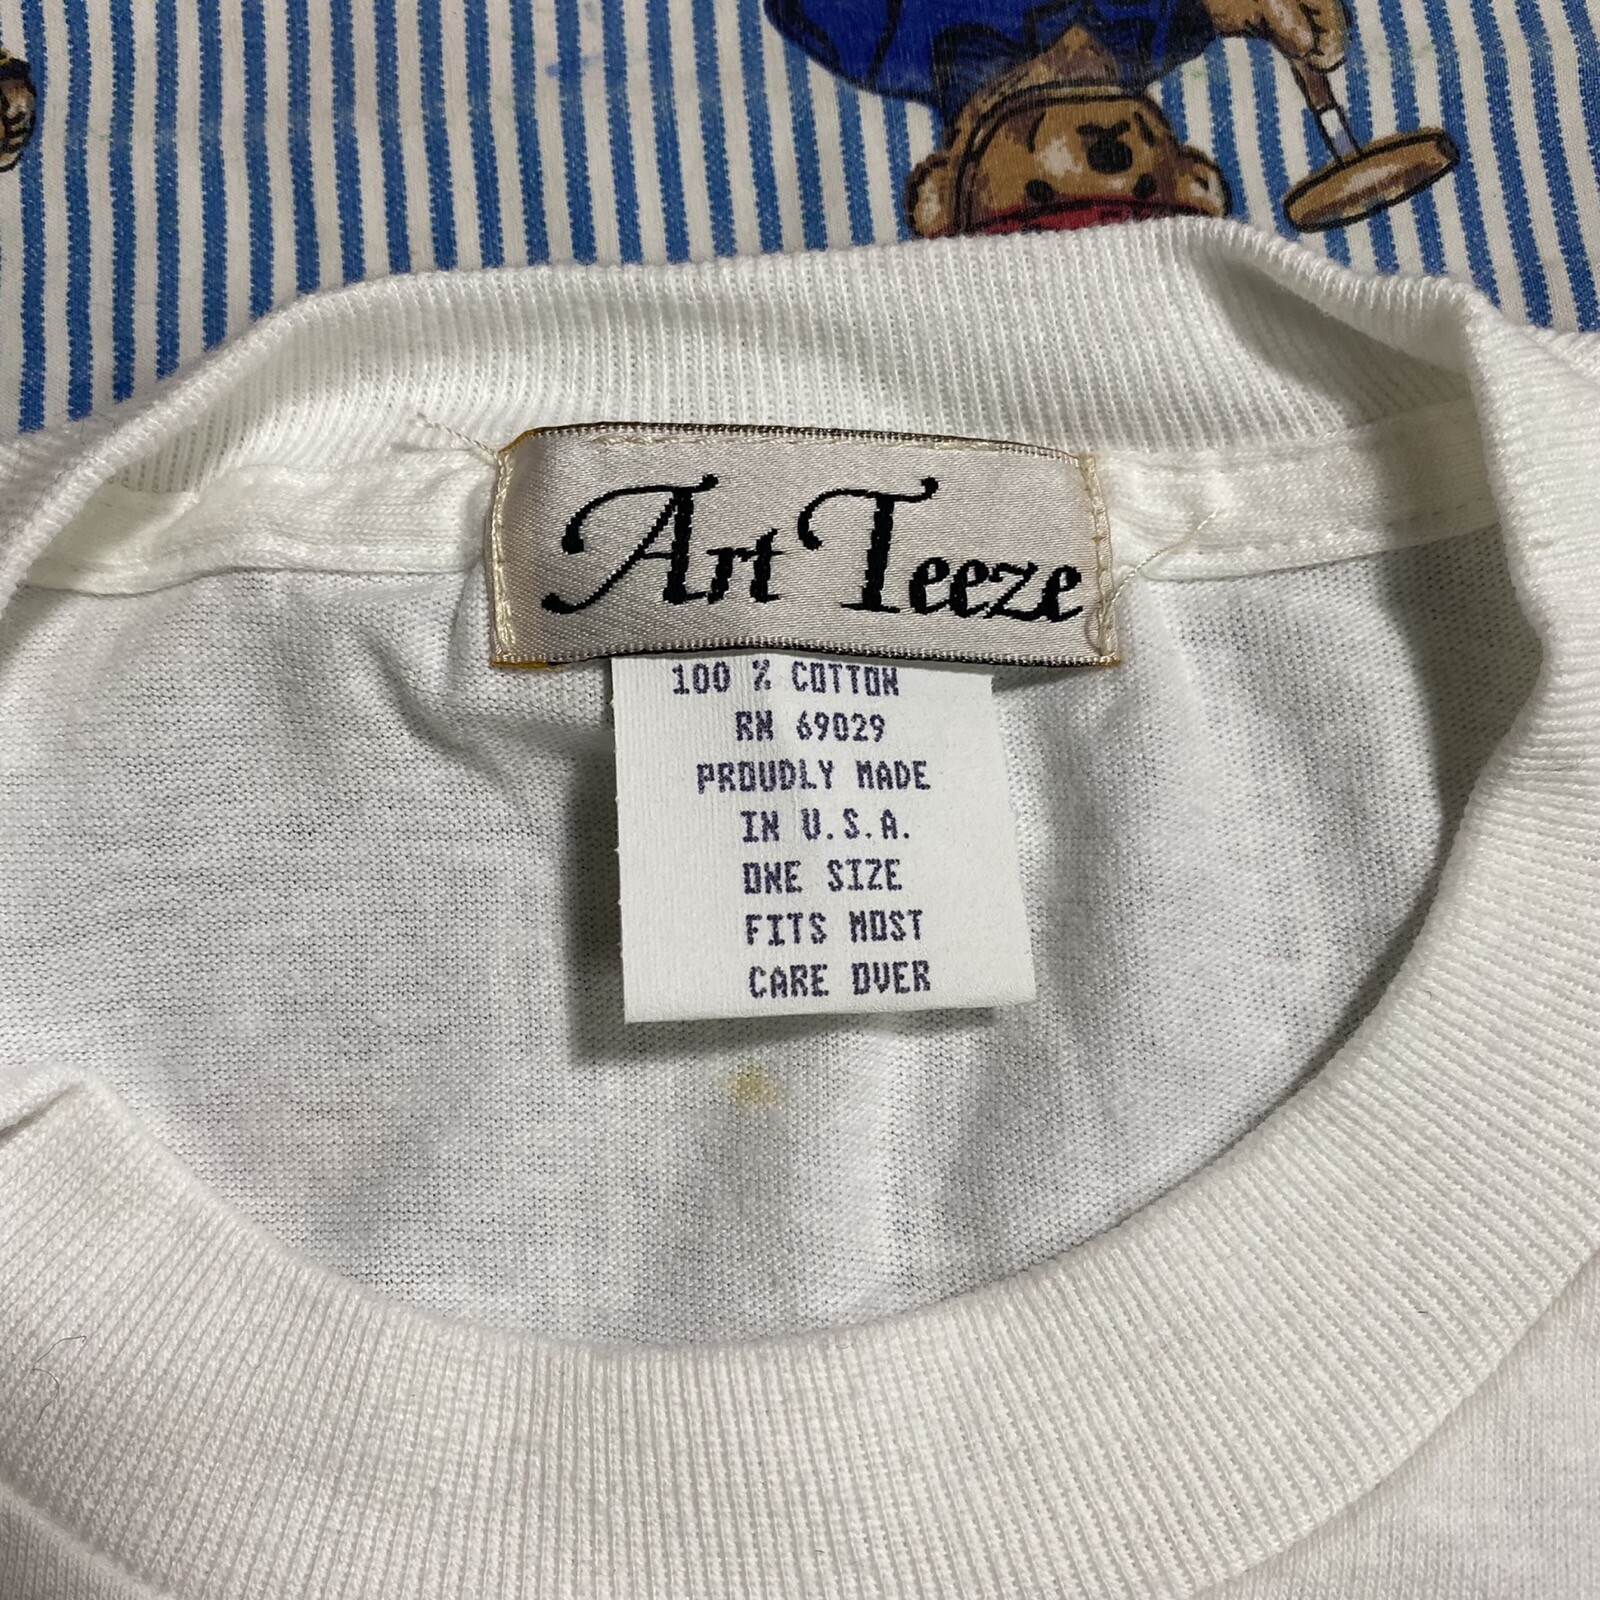 Art Teeze
100 % COTTON
RN 69029
PROUDLY MADE
IN U.S.A.
ONE SIZE
FITS MOST
CARE OVER